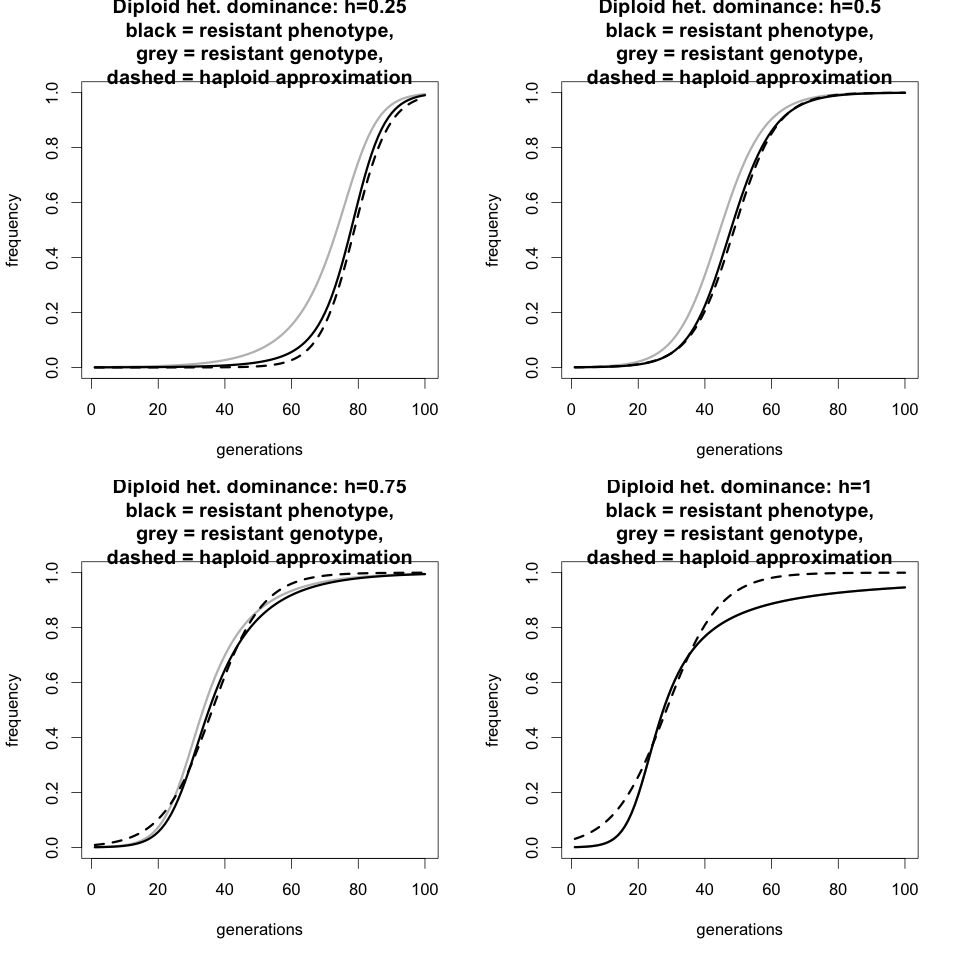 Diploid het. dominance: h=0.25
black = resistant phenotype,
grey = resistant genotype,
dashed = haploid approximation
1.0
0.8
0.6
0.4
0.2
0.0
frequency
0 20 40 60 80 100
generations
Diploid het. dominance: h=0.5
black = resistant phenotype,
grey = resistant genotype,
dashed = haploid approximation
1.0
0.8
0.6
0.4
0.2
0.0
frequency
0 20 40 60 80 100
generations
Diploid het. dominance: h=0.75
black = resistant phenotype,
grey = resistant genotype,
dashed = haploid approximation
1.0
0.8
0.6
0.4
0.2
0.0
frequency
0 20 40 60 80 100
generations
Diploid het. dominance: h=1
black = resistant phenotype,
grey = resistant genotype,
dashed = haploid approximation
1.0
0.8
0.6
0.4
0.2
0.0
frequency
0 20 40 60 80 100
generations